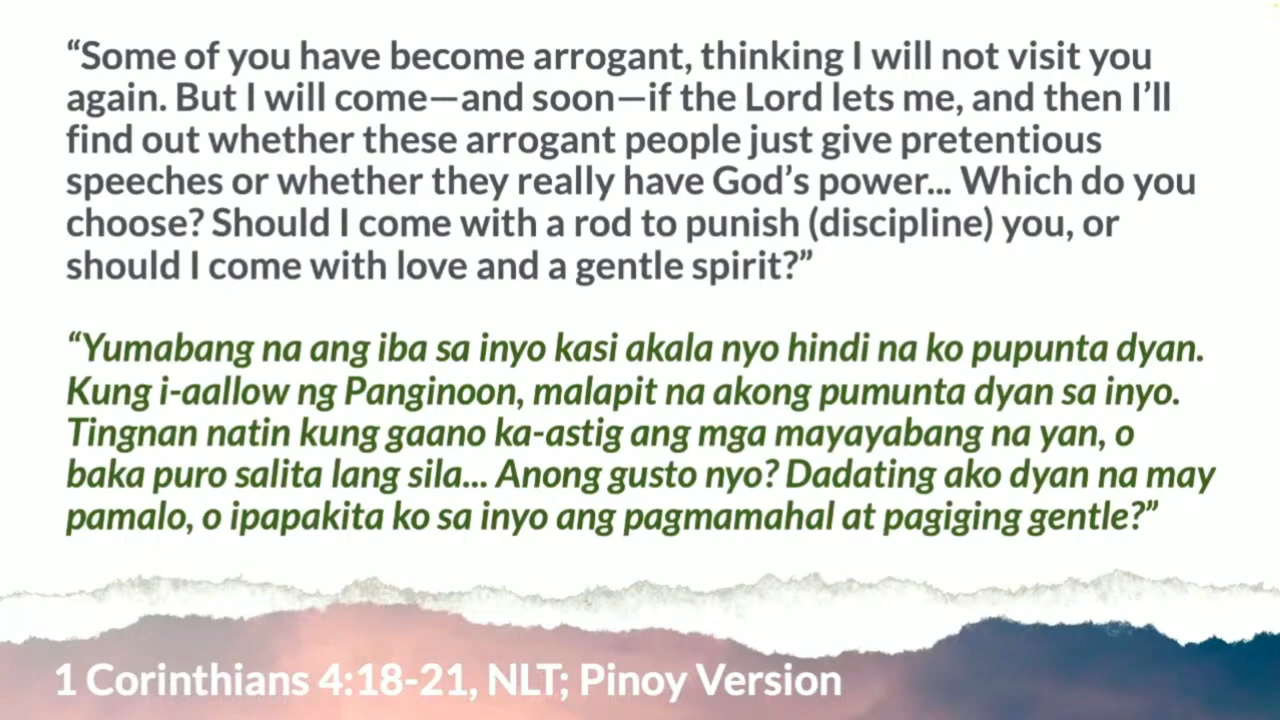 “Some of you have become arrogant, thinking I will not visit you
again. But I will come—and soon—if the Lord lets me, and then I’ll
find out whether these arrogant people just give pretentious
speeches or whether they really have God’s power... Which do you
choose? Should I come with a rod to punish (discipline) you, or
should I come with love and a gentle spirit?”
“Yumabang na ang iba sa inyo kasi akala nyo hindi na ko pupunta dyan.
Kung i-aallow ng Panginoon, malapit na akong pumunta dyan sa inyo.
Tingnan natin kung gaano ka-astig ang mga mayayabang na yan, o
baka puro salita lang sila... Anong gusto nyo? Dadating ako dyan na may
pamalo, o ipapakita ko sa inyo ang pagmamahal at pagiging gentle?”
1 Corinthians 4:18-21, NLT; Pinoy Version